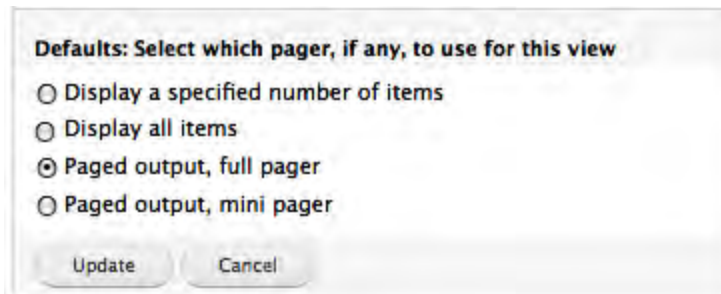 Defaults: Select which pager, if any, to use for this view
Display a specified number of items
Display all items
Paged output, full pager
Paged output, mini pager
Update Cancel